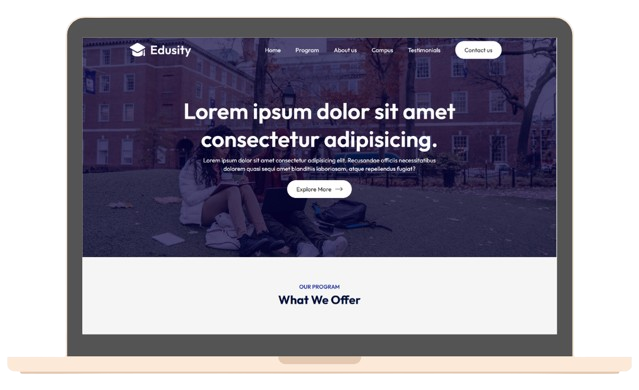 Edusity
Home Program About us Campus Testimonials Contact us
Lorem ipsum dolor sit amet
consectetur adipisicing.
Lorem ipsum dolor sit amet consectetur adipisicing elit. Recusandae officiis necessitatibus
dolorem quasi sequi amet blanditiis laboriosam, atque repellendus fugiat?
Explore More →
OUR PROGRAM
What We Offer